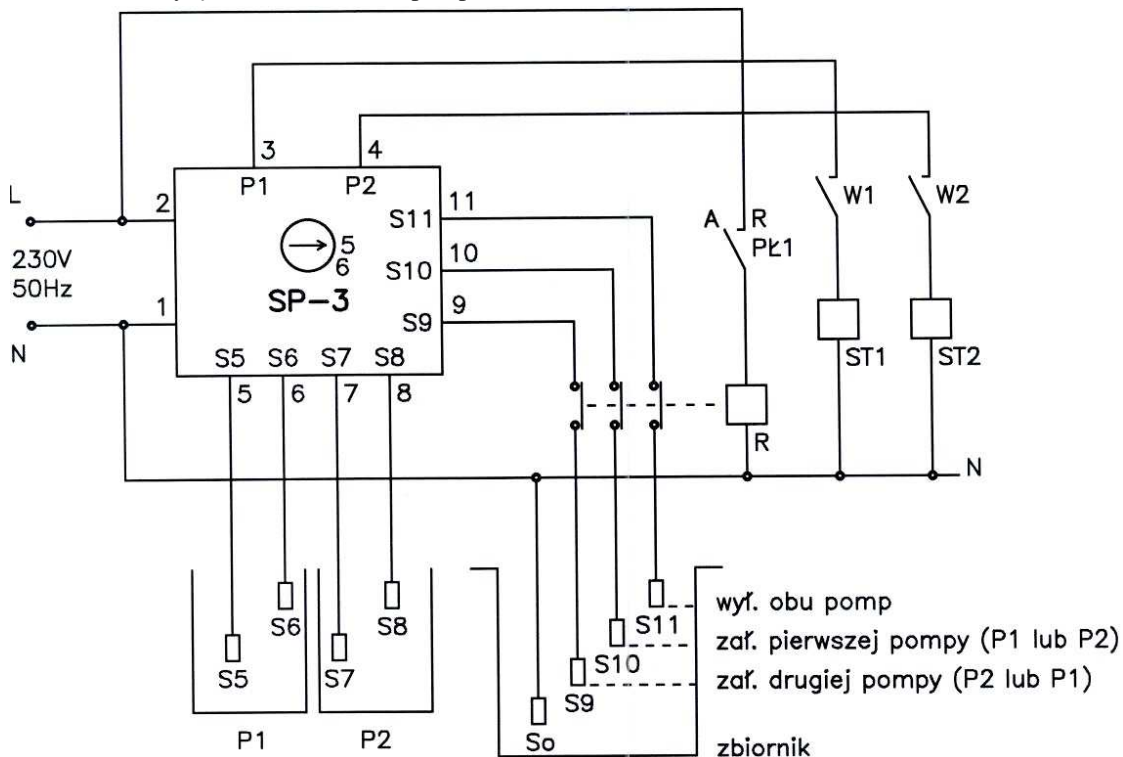 3
4
P1
P2
L
2
S11
11
W1
W2
A
R
PŁ1
230V
50Hz
5
6
S10
10
SP-3
1
S9
9
N
S5
S6
S7
S8
ST1
ST2
5
6
7
8
R
N
S6
S8
S11
wył. obu pomp
S5
S7
S10
zał. pierwszej pompy (P1 lub P2)
S9
zał. drugiej pompy (P2 lub P1)
P1
P2
So
zbiornik